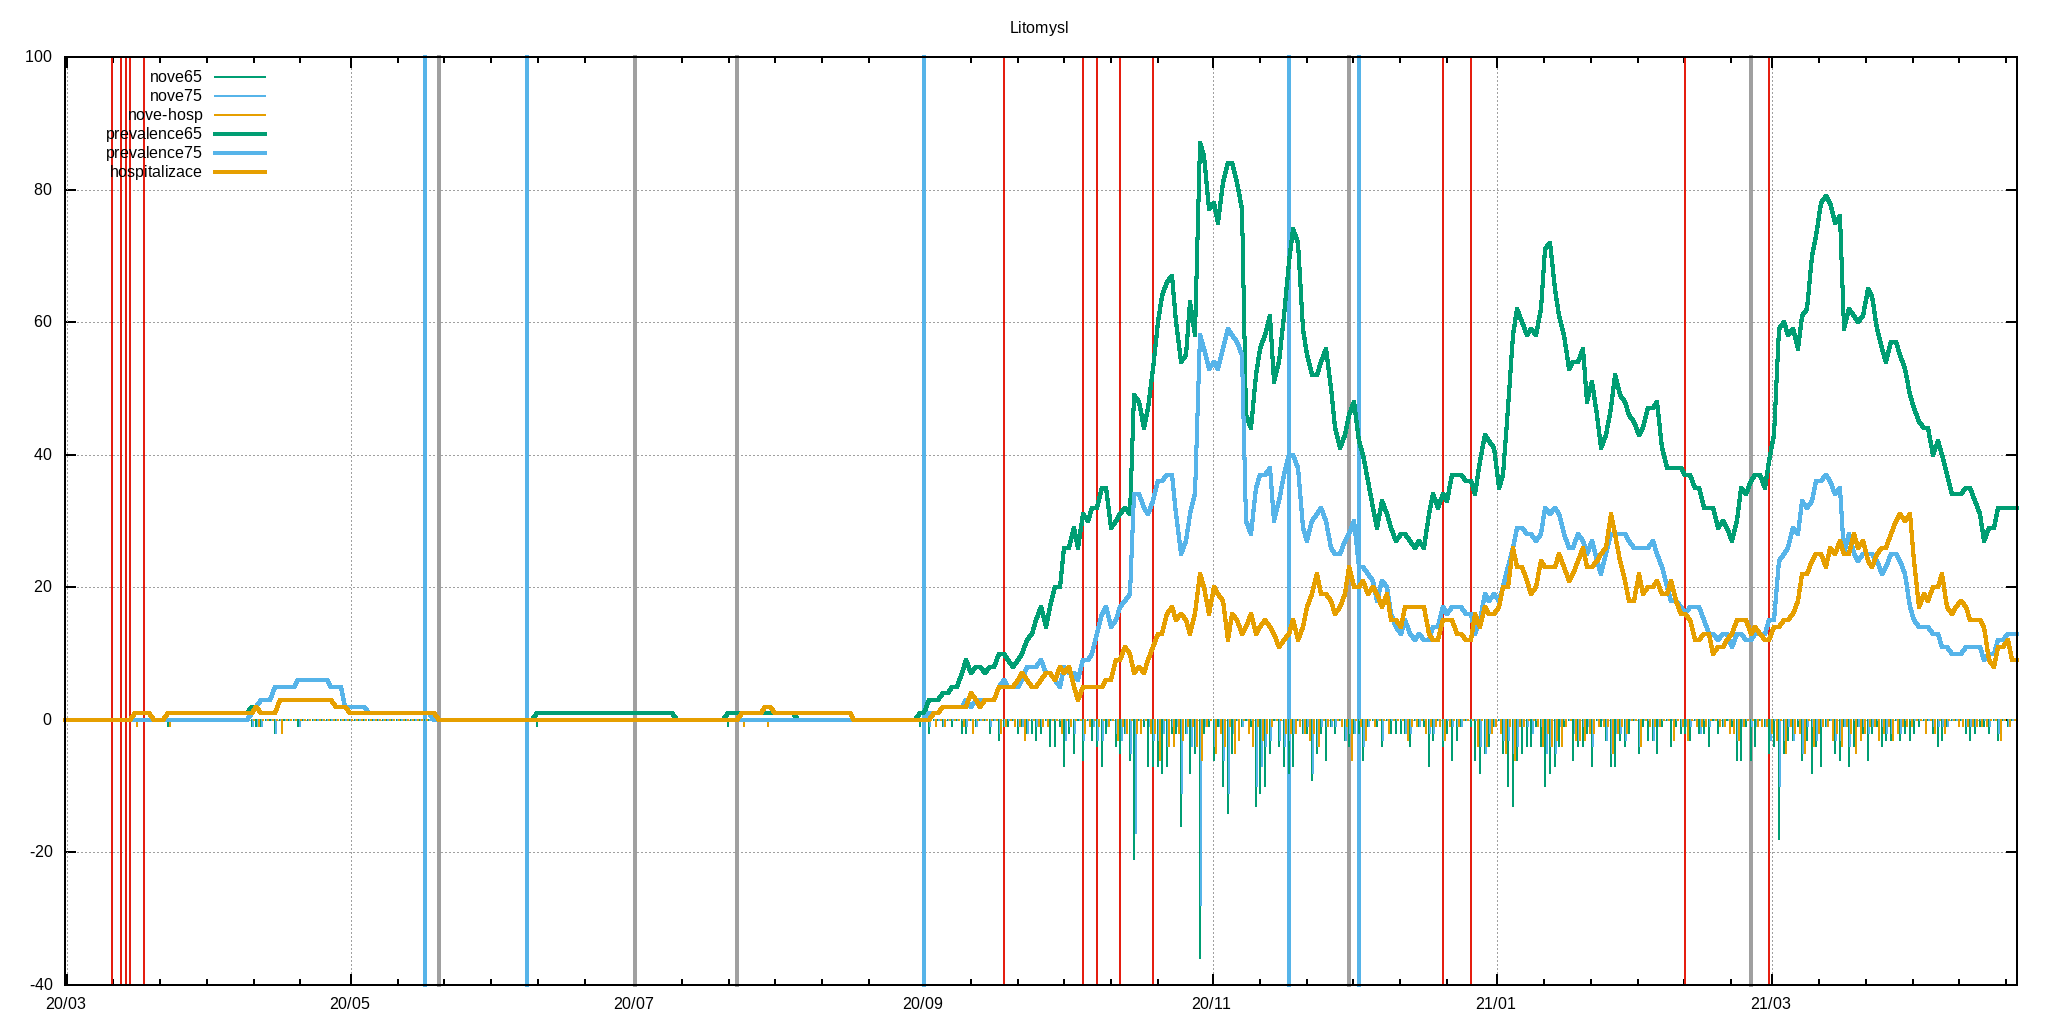 Litomysl
100
nove65
nove75
nove-hosp
prevalence65
prevalence75
hospitalizace
80
60
40
20
0
-20
-40
20/03 20/05 20/07 20/09 20/11 21/01 21/03